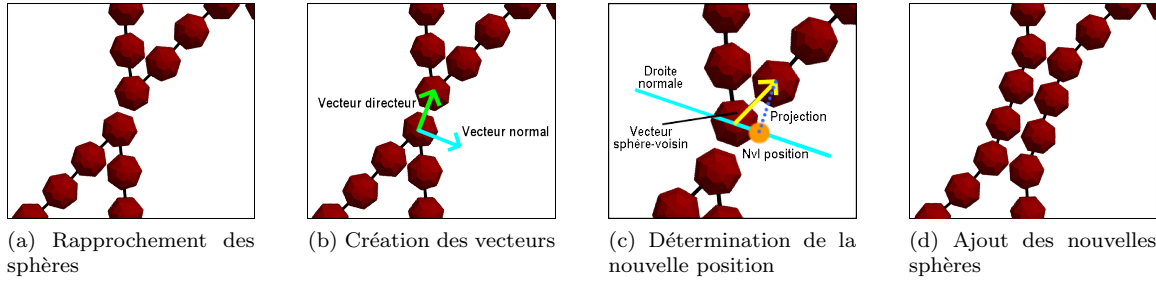 Vecteur directeur
Vecteur normal
Droite
normale
Projection
Vecteur
sphère-voisin
Nvl position
(a) Rapprochement des
sphères
(b) Création des vecteurs
(c) Détermination de la
nouvelle position
(d) Ajout des nouvelles
sphères